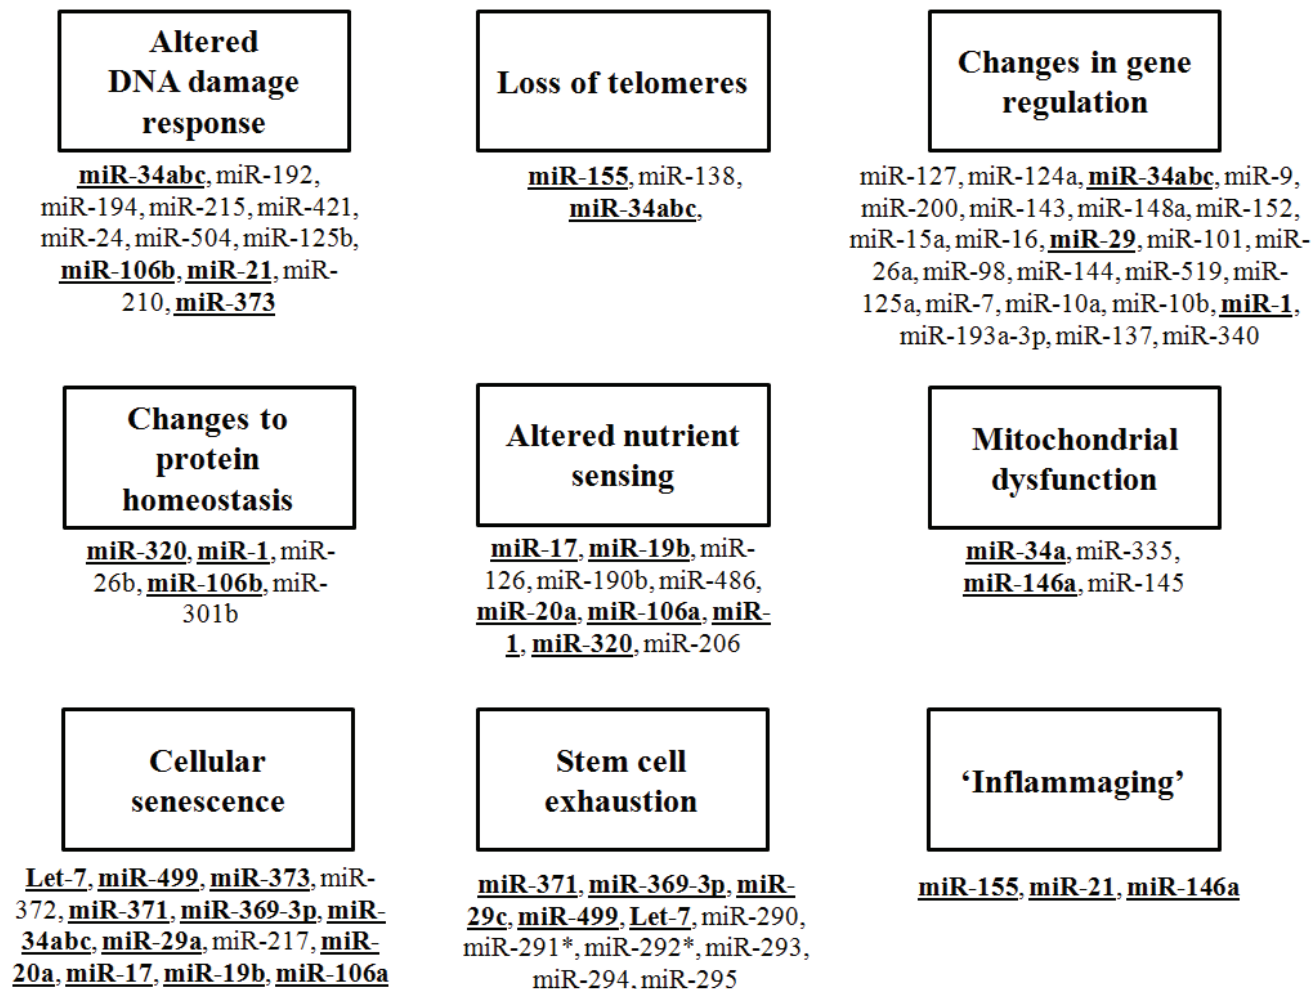 Altered
DNA damage
response
miR-34abc, miR-192,
miR-194, miR-215, miR-421,
miR-24, miR-504, miR-125b,
miR-106b, miR-21, miR-
210, miR-373
Loss of telomeres
miR-155, miR-138,
miR-34abc,
Changes in gene
regulation
miR-127, miR-124a, miR-34abc, miR-9,
miR-200, miR-143, miR-148a, miR-152,
miR-15a, miR-16, miR-29, miR-101, miR-
26a, miR-98, miR-144, miR-519, miR-
125a, miR-7, miR-10a, miR-10b, miR-1,
miR-193a-3p, miR-137, miR-340
Changes to
protein
homeostasis
miR-320, miR-1, miR-
26b, miR-106b, miR-
301b
Altered nutrient
sensing
miR-17, miR-19b, miR-
126, miR-190b, miR-486,
miR-20a, miR-106a, miR-
1, miR-320, miR-206
Mitochondrial
dysfunction
miR-34a, miR-335,
miR-146a, miR-145
Cellular
senescence
Let-7, miR-499, miR-373, miR-
372, miR-371, miR-369-3p, miR-
34abc, miR-29a, miR-217, miR-
20a, miR-17, miR-19b, miR-106a
Stem cell
exhaustion
miR-371, miR-369-3p, miR-
29c, miR-499, Let-7, miR-290,
miR-291*, miR-292*, miR-293,
miR-294, miR-295
‘Inflammaging’
miR-155, miR-21, miR-146a